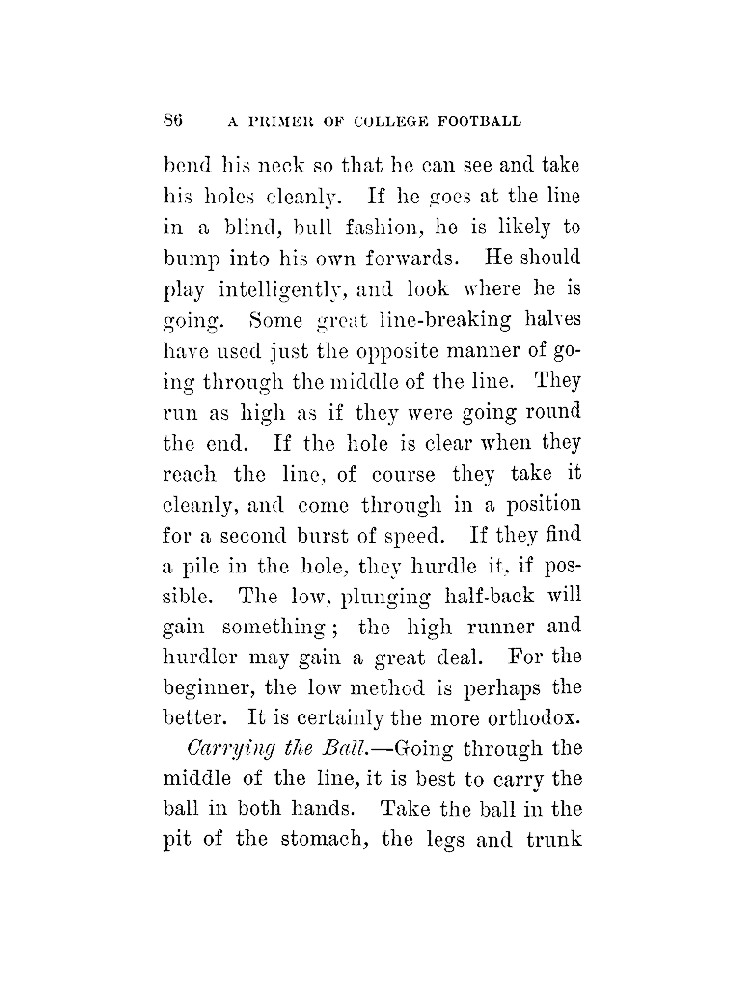 86 A PRIMER OF COLLEGE FOOTBALL
bend his neck so that he can see and take
his holes cleanly. If he goes at the line
in a blind, bull fashion, he is likely to
bump into his own forwards. He should
play intelligently, and look where he is
going. Some great line-breaking halves
have used just the opposite manner of go-
ing through the middle of the line. They
run as high as if they were going round
the end. If the hole is clear when they
reach the line, of course they take it
cleanly, and come through in a position
for a second burst of speed. If they find
a pile in the hole, they hurdle it, if pos-
sible. The low, plunging half-back will
gain something; the high runner and
hurdler may gain a great deal. For the
beginner, the low method is perhaps the
better. It is certainly the more orthodox.
Carrying the Ball.—Going through the
middle of the line, it is best to carry the
ball in both hands. Take the ball in the
pit of the stomach, the legs and trunk